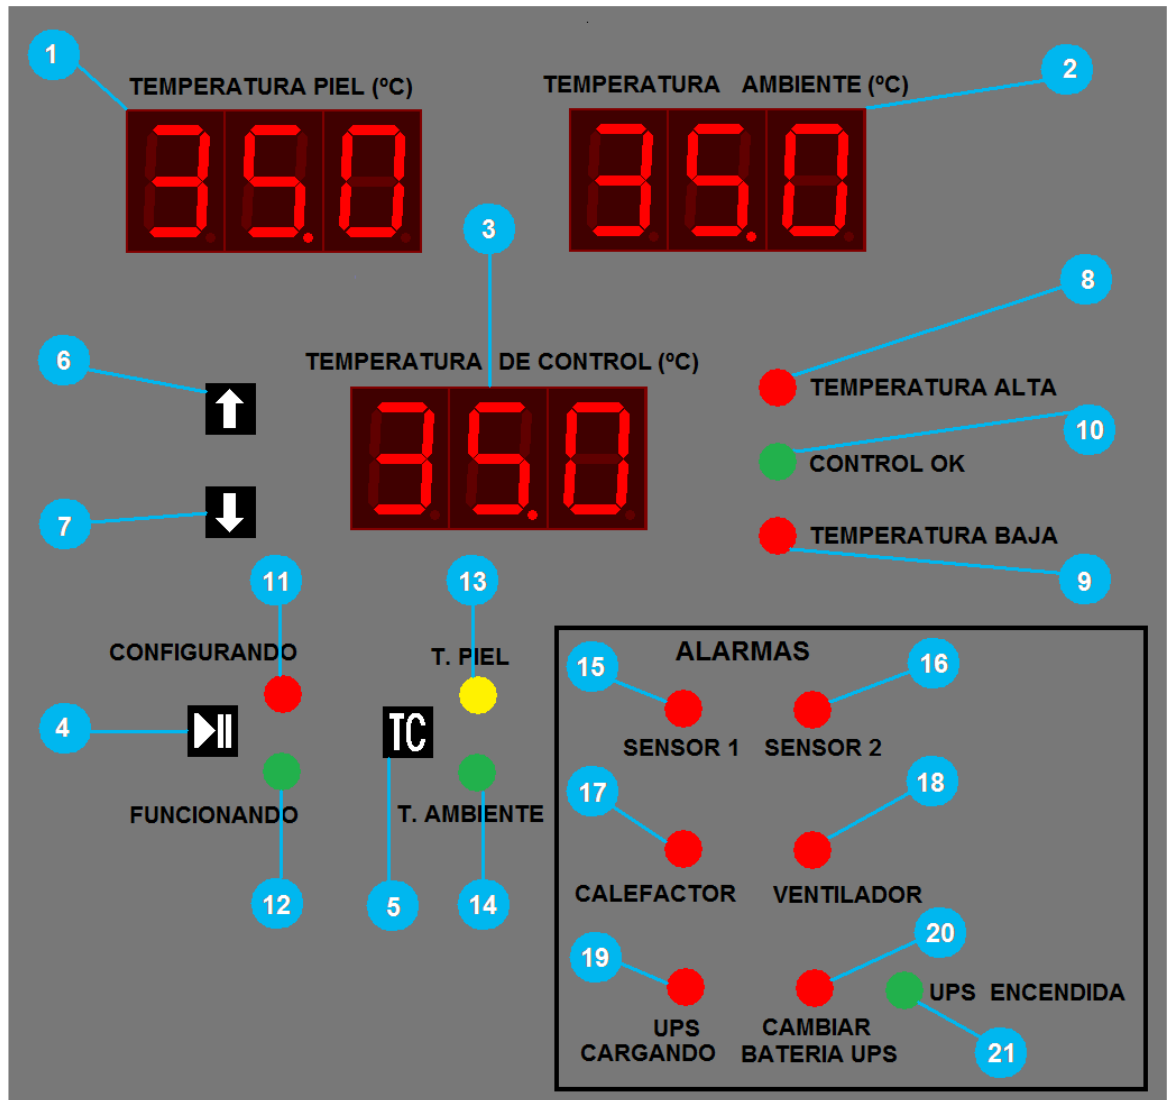 1
2
TEMPERATURA PIEL (ºC)
TEMPERATURA AMBIENTE (ºC)
35.0
35.0
3
8
6
TEMPERATURA DE CONTROL (ºC)
TEMPERATURA ALTA
35.0
10
CONTROL OK
7
TEMPERATURA BAJA
11
13
9
CONFIGURANDO
T. PIEL
ALARMAS
15
16
4
TC
SENSOR 1
SENSOR 2
17
18
FUNCIONANDO
T. AMBIENTE
12
5
14
CALEFACTOR
VENTILADOR
19
20
UPS ENCENDIDA
UPS
CARGANDO
CAMBIAR
BATERIA UPS
21